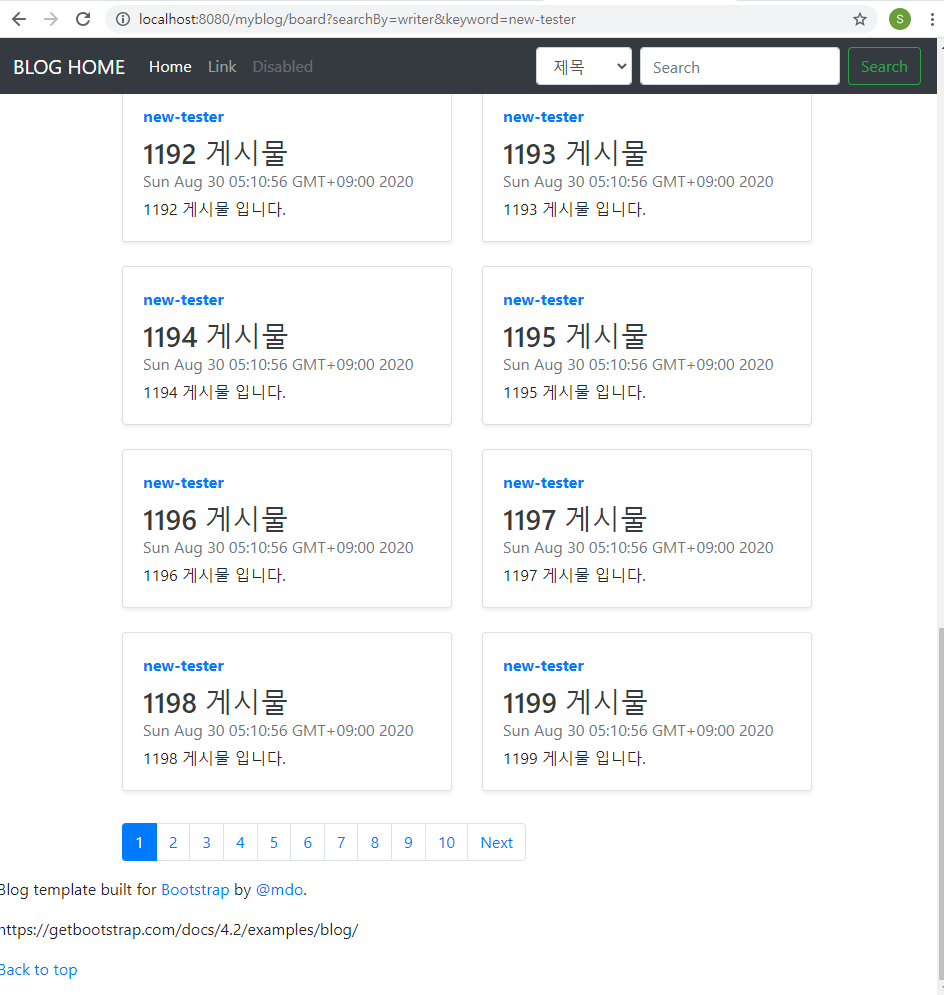 localhost:8080/myblog/board?searchBy=writer&keyword=new-tester
S
BLOG HOME Home Link Disabled 제목 Search Search
new-tester
1192 게시물
Sun Aug 30 05:10:56 GMT+09:00 2020
1192 게시물 입니다.
new-tester
1193 게시물
Sun Aug 30 05:10:56 GMT+09:00 2020
1193 게시물 입니다.
new-tester
1194 게시물
Sun Aug 30 05:10:56 GMT+09:00 2020
1194 게시물 입니다.
new-tester
1195 게시물
Sun Aug 30 05:10:56 GMT+09:00 2020
1195 게시물 입니다.
new-tester
1196 게시물
Sun Aug 30 05:10:56 GMT+09:00 2020
1196 게시물 입니다.
new-tester
1197 게시물
Sun Aug 30 05:10:56 GMT+09:00 2020
1197 게시물 입니다.
new-tester
1198 게시물
Sun Aug 30 05:10:56 GMT+09:00 2020
1198 게시물 입니다.
new-tester
1199 게시물
Sun Aug 30 05:10:56 GMT+09:00 2020
1199 게시물 입니다.
1 2 3 4 5 6 7 8 9 10 Next
Blog template built for Bootstrap by @mdo.
https://getbootstrap.com/docs/4.2/examples/blog/
Back to top